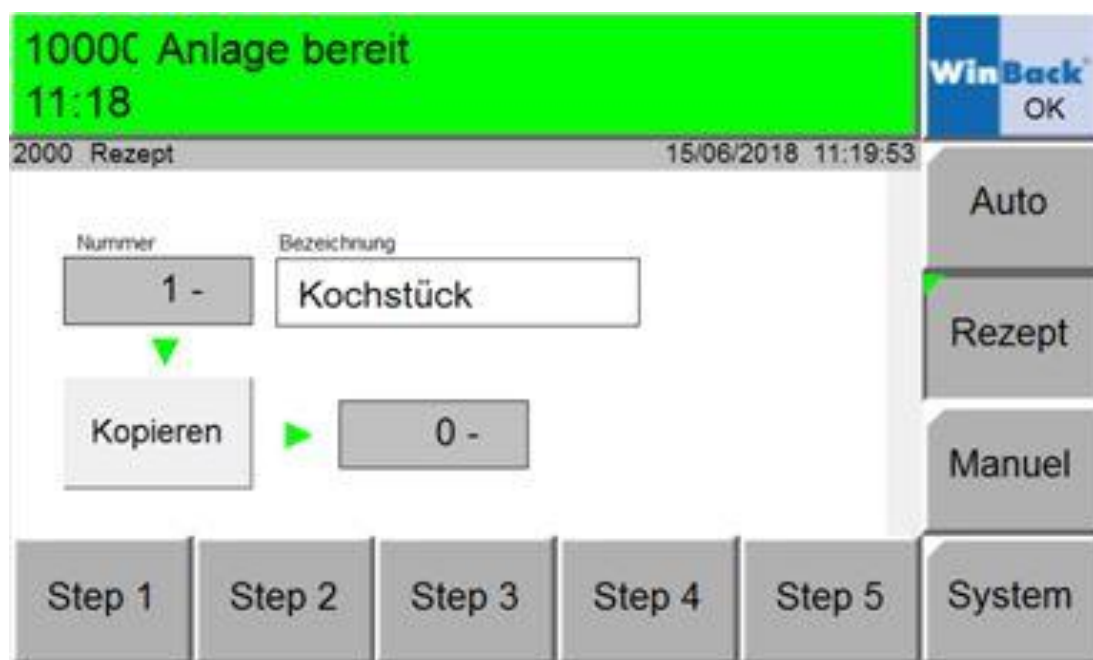 1000C Anlage bereit
11:18
WinBack®
OK
2000 Rezept 15/06/2018 11:19:53
Auto
Nummer Bezeichnung
1 - Kochstück
Rezept
Kopieren 0 -
Manuel
Step 1 Step 2 Step 3 Step 4 Step 5 System